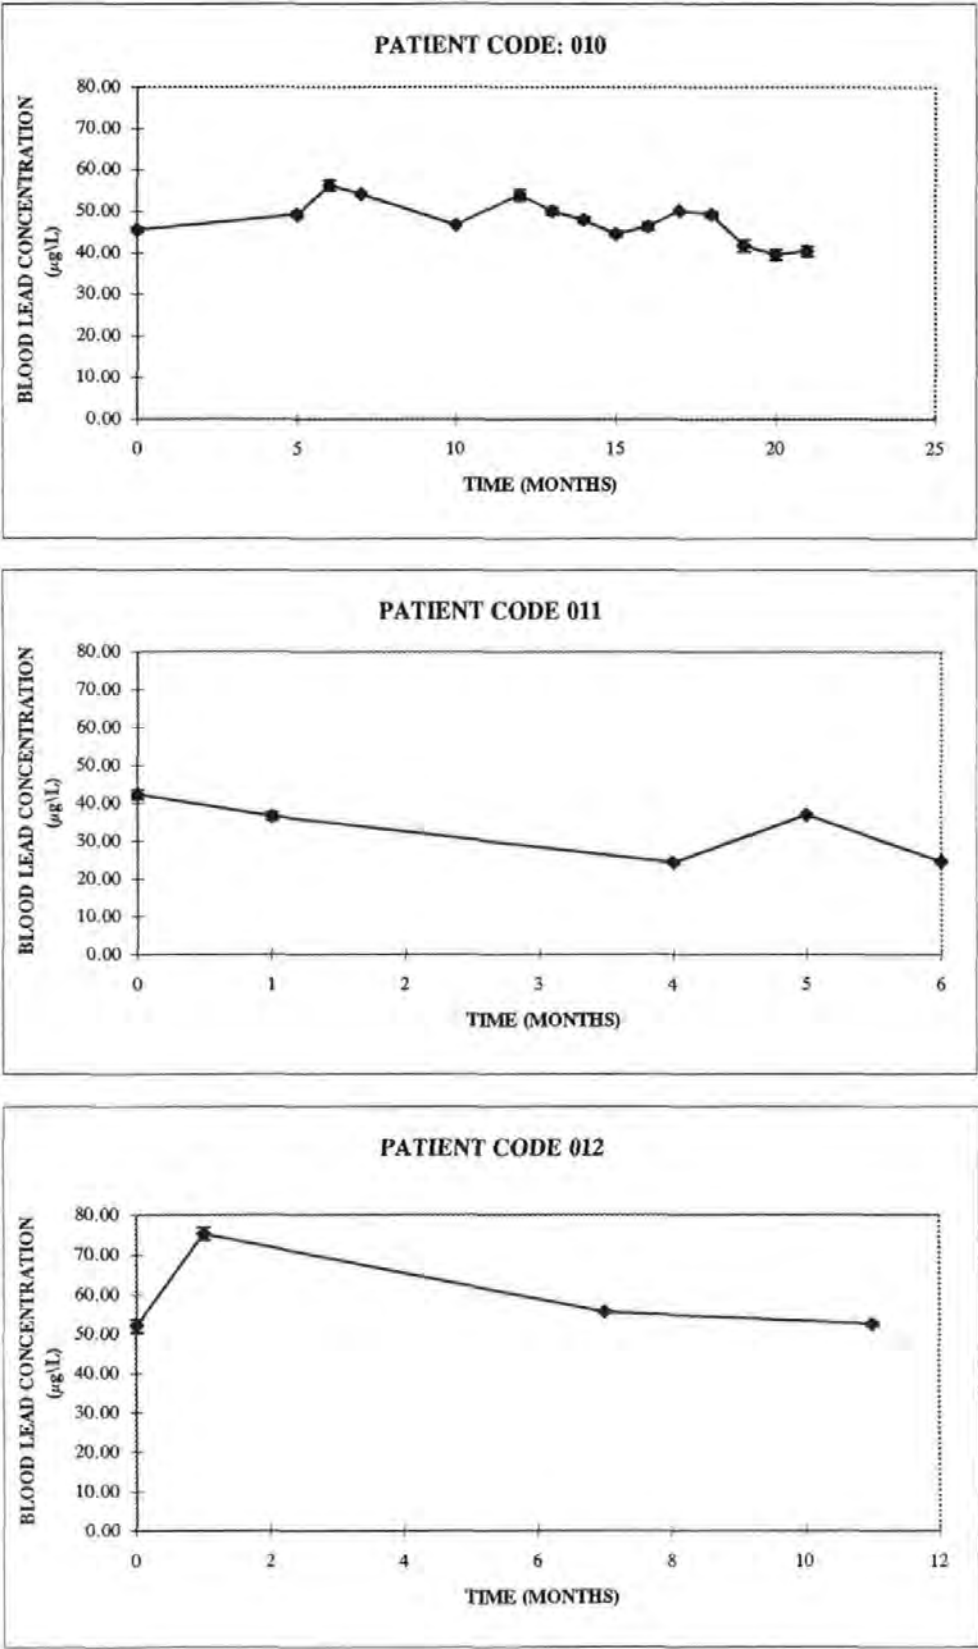 PATIENT CODE: 010
BLOOD LEAD CONCENTRATION
(µg\L)
80.00
70.00
60.00
50.00
40.00
30.00
20.00
10.00
0.00
0 5 10 15 20 25
TIME (MONTHS)
PATIENT CODE 011
BLOOD LEAD CONCENTRATION
(µg\L)
80.00
70.00
60.00
50.00
40.00
30.00
20.00
10.00
0.00
0 1 2 3 4 5 6
TIME (MONTHS)
PATIENT CODE 012
BLOOD LEAD CONCENTRATION
(µg\L)
80.00
70.00
60.00
50.00
40.00
30.00
20.00
10.00
0.00
0 2 4 6 8 10 12
TIME (MONTHS)